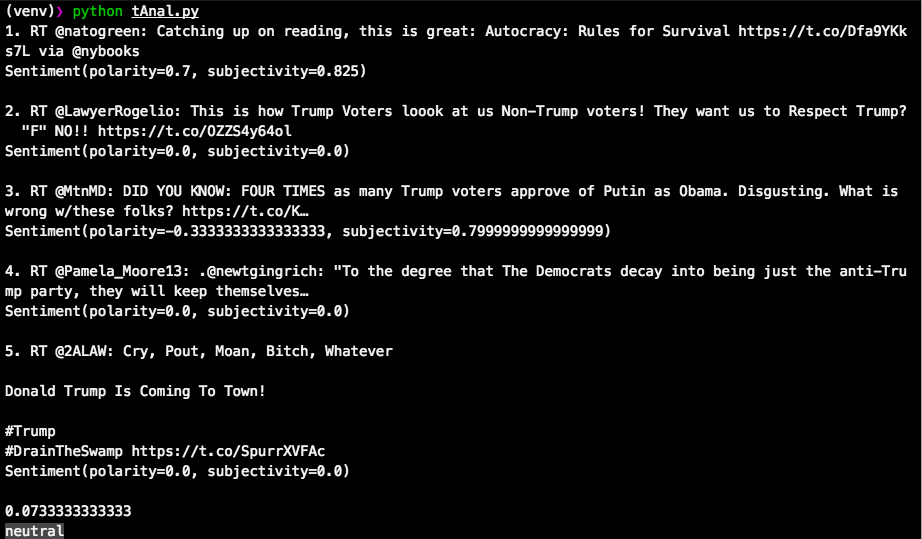 (venv)❯ python tAnal.py
1. RT @natogreen: Catching up on reading, this is great: Autocracy: Rules for Survival https://t.co/Dfa9YKk
s7L via @nybooks
Sentiment(polarity=0.7, subjectivity=0.825)
2. RT @LawyerRogelio: This is how Trump Voters loook at us Non-Trump voters! They want us to Respect Trump?
"F" NO!! https://t.co/OZZS4y64ol
Sentiment(polarity=0.0, subjectivity=0.0)
3. RT @MtnMD: DID YOU KNOW: FOUR TIMES as many Trump voters approve of Putin as Obama. Disgusting. What is
wrong w/these folks? https://t.co/K…
Sentiment(polarity=-0.3333333333333333, subjectivity=0.7999999999999999)
4. RT @Pamela_Moore13: .@newtgingrich: "To the degree that The Democrats decay into being just the anti-Tru
mp party, they will keep themselves…
Sentiment(polarity=0.0, subjectivity=0.0)
5. RT @2ALAW: Cry, Pout, Moan, Bitch, Whatever
Donald Trump Is Coming To Town!
#Trump
#DrainTheSwamp https://t.co/SpurrXVFAc
Sentiment(polarity=0.0, subjectivity=0.0)
0.0733333333333
neutral